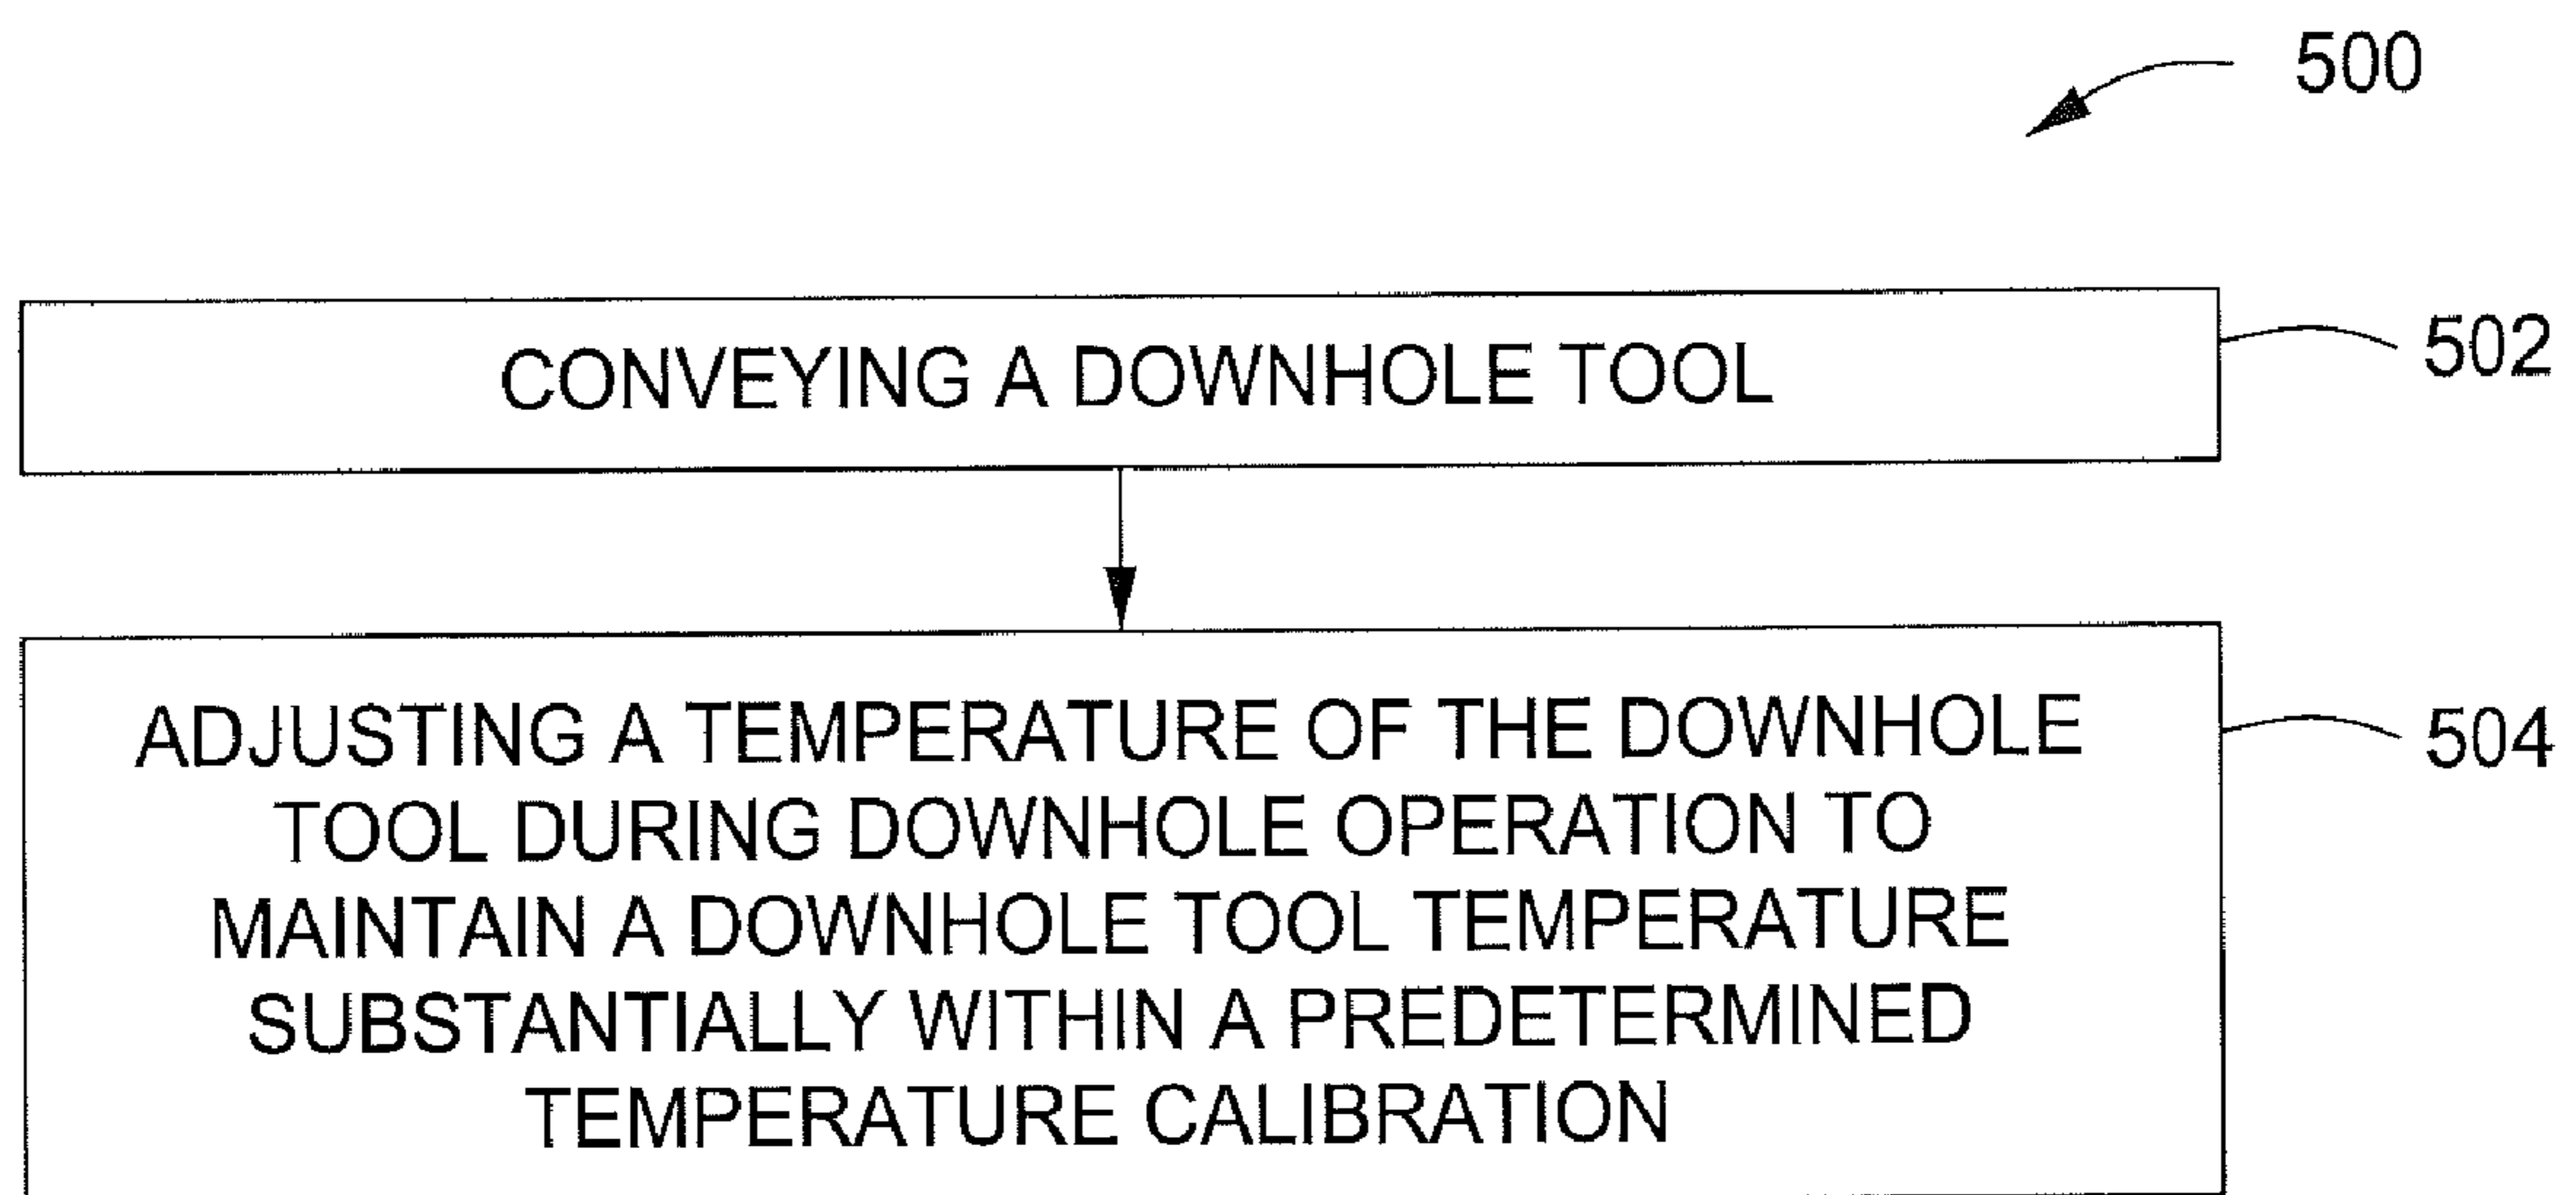 500
CONVEYING A DOWNHOLE TOOL
502
ADJUSTING A TEMPERATURE OF THE DOWNHOLE
TOOL DURING DOWNHOLE OPERATION TO
MAINTAIN A DOWNHOLE TOOL TEMPERATURE
SUBSTANTIALLY WITHIN A PREDETERMINED
TEMPERATURE CALIBRATION
504